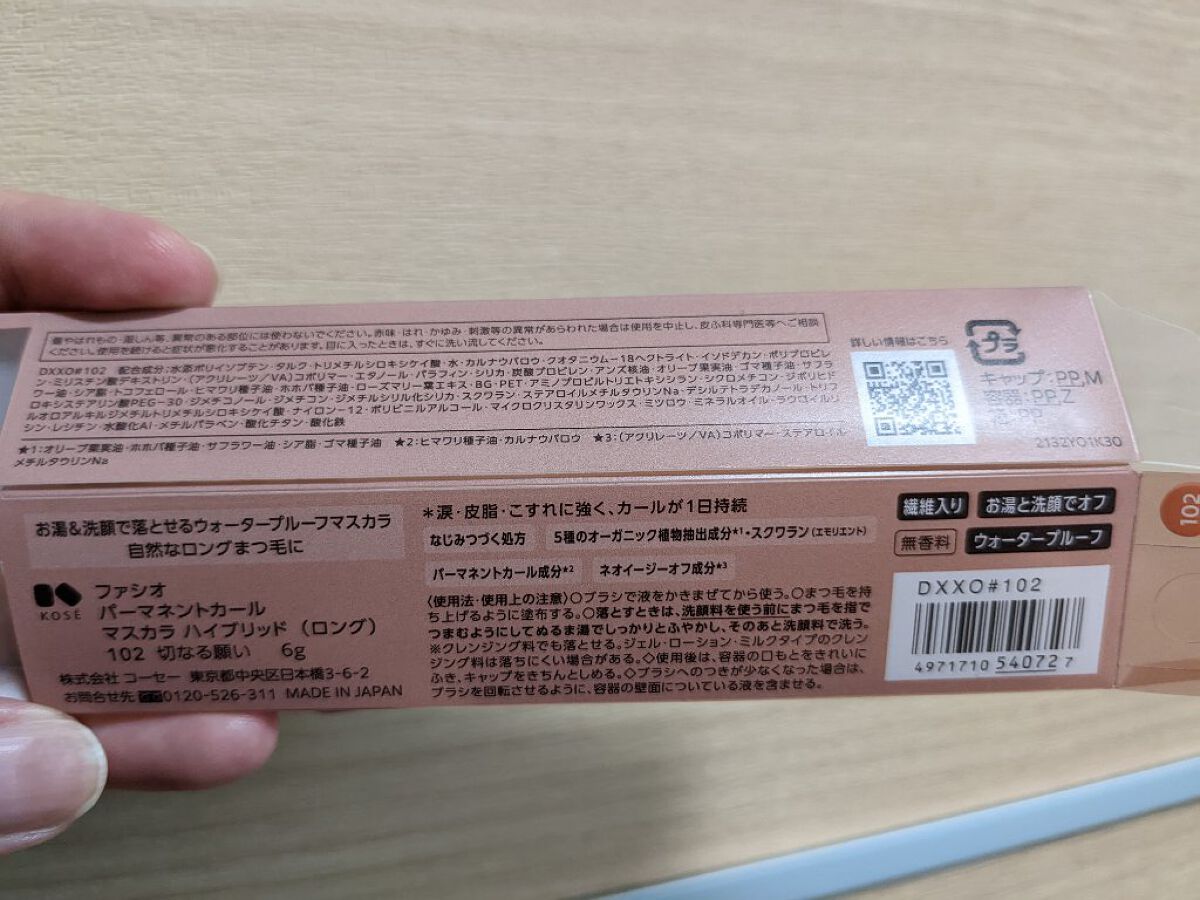 傷やはれもの・湿しん等、異常のある部位には使わないでください。赤味・はれ・かゆみ・刺激等の異常があらわれた場合は使用を中止し、皮ふ科専門医等へご相談
ください。使用を続けると症状が悪化することがあります。目に入ったときは、すぐに洗い流してください。
DXXO#102 配合成分:水添ポリイソブテン・タルク・トリメチルシロキシケイ酸・水・カルナウバロウ・クオタニウム-18ヘクトライト・イソドデカン・ポリプロピレ
ン・ミリスチン酸デキストリン・(アクリレーツ/VA)コポリマー・エタノール・パラフィン・シリカ・炭酸プロピレン・アンズ核油・オリーブ果実油・ゴマ種子油・サフラ
ワー油・シア脂・トコフェロール・ヒマワリ種子油・ホホバ種子油・ローズマリー葉エキス・BG・PET・アミノプロピルトリエトキシシラン・シクロメチコン・ジポリヒド
ロキシステアリン酸PEG-30・ジメチコノール・ジメチコン・ジメチルシリル化シリカ・スクワラン・ステアロイルメチルタウリンNa・デシルテトラデカノール・トリフ
ルオロアルキルジメチルトリメチルシロキシケイ酸・ナイロン-12・ポリビニルアルコール・マイクロクリスタリンワックス・ミツロウ・ミネラルオイル・ラウロイルリ
シン・レシチン・水酸化Al・メチルパラベン・酸化チタン・酸化鉄
★1:オリーブ果実油・ホホバ種子油・サフラワー油・シア脂・ゴマ種子油 ★2:ヒマワリ種子油・カルナウバロウ ★3:(アクリレーツ/VA)コポリマー・ステアロイル
メチルタウリンNa
詳しい情報はこちら
プラ
キャップ:PP,M
容器:PP,Z
2132Y01K30
お湯&洗顔で落とせるウォータープルーフマスカラ
自然なロングまつ毛に
KOSÉ
ファシオ
パーマネントカール
マスカラ ハイブリッド (ロング)
102 切なる願い 6g
株式会社 コーセー 東京都中央区日本橋3-6-2
お問合せ先 0120-526-311 MADE IN JAPAN
*涙・皮脂・こすれに強く、カールが1日持続
なじみつづく処方 5種のオーガニック植物抽出成分★1・スクワラン(エモリエント)
パーマネントカール成分★2 ネオイージーオフ成分★3
〈使用法・使用上の注意〉○ブラシで液をかきまぜてから使う。○まつ毛を持
ち上げるように塗布する。○落とすときは、洗顔料を使う前にまつ毛を指で
つまむようにしてぬるま湯でしっかりとふやかし、そのあと洗顔料で洗う。
※クレンジング料でも落とせる。ジェル・ローション・ミルクタイプのクレン
ジング料は落ちにくい場合がある。◇使用後は、容器の口もとをきれいに
ふき、キャップをきちんとしめる。◇ブラシへのつきが少なくなった場合は、
ブラシを回転させるように、容器の壁面についている液を含ませる。
繊維入り お湯と洗顔でオフ
無香料 ウォータープルーフ
DXXO#102
4971710 540727
102